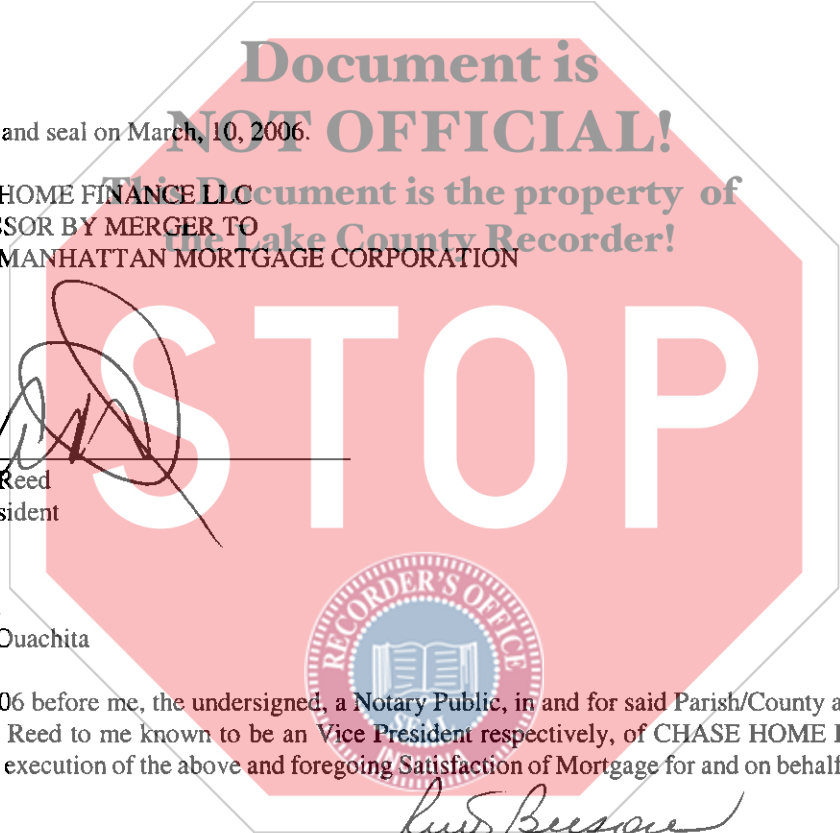 Document is
and seal on March, 10, 2006.
NOT OFFICIAL!
HOME FINANCE LLC
This Document is the property of
SSOR BY MERGER TO
the Lake County Recorder!
MANHATTAN MORTGAGE CORPORATION
STOP
Reed
sident
RECORDER'S OFFICE
Ouachita
06 before me, the undersigned, a Notary Public, in and for said Parish/County a
Reed to me known to be an Vice President respectively, of CHASE HOME
SEAL
execution of the above and foregoing Satisfaction of Mortgage for and on behalf
INDIANA